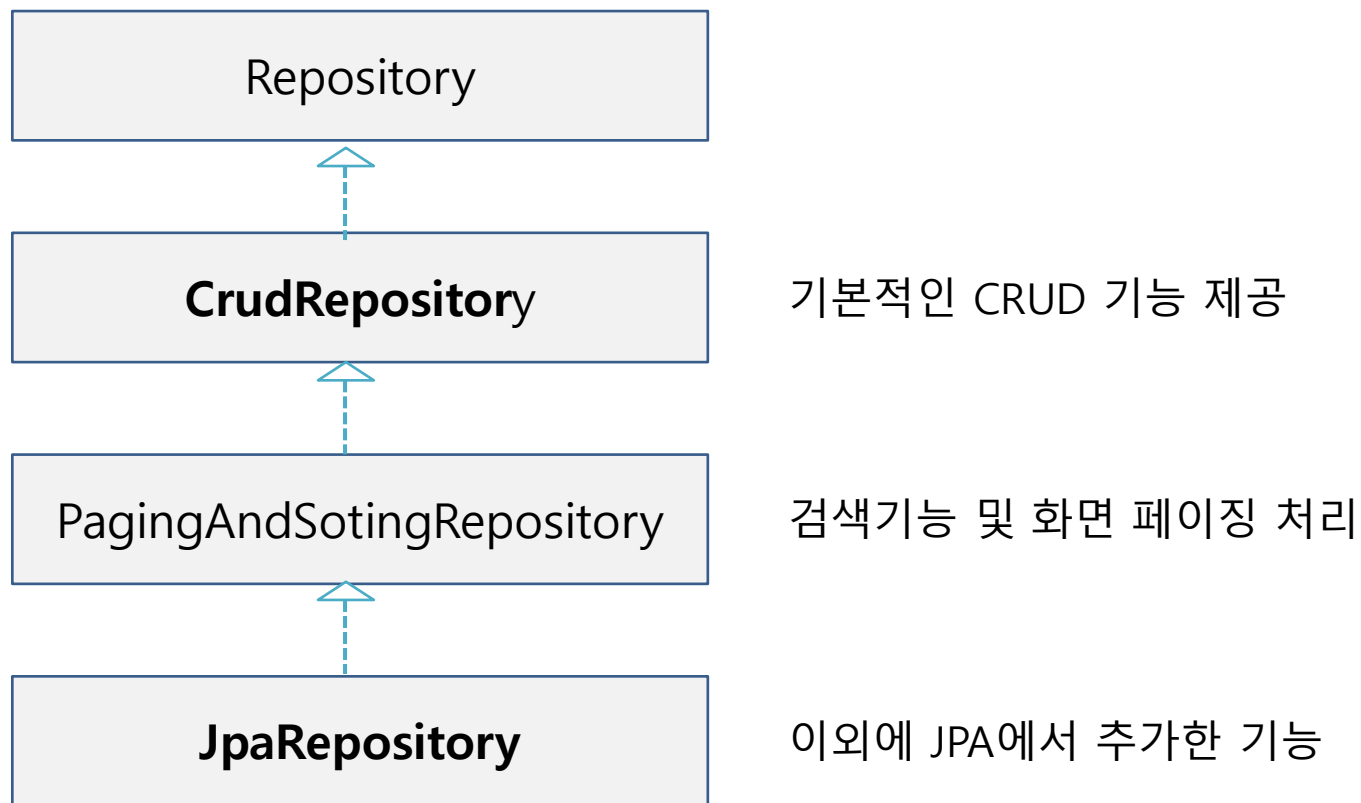 Repository
CrudRepository
기본적인 CRUD 기능 제공
PagingAndSotingRepository
검색기능 및 화면 페이징 처리
JpaRepository
이외에 JPA에서 추가한 기능